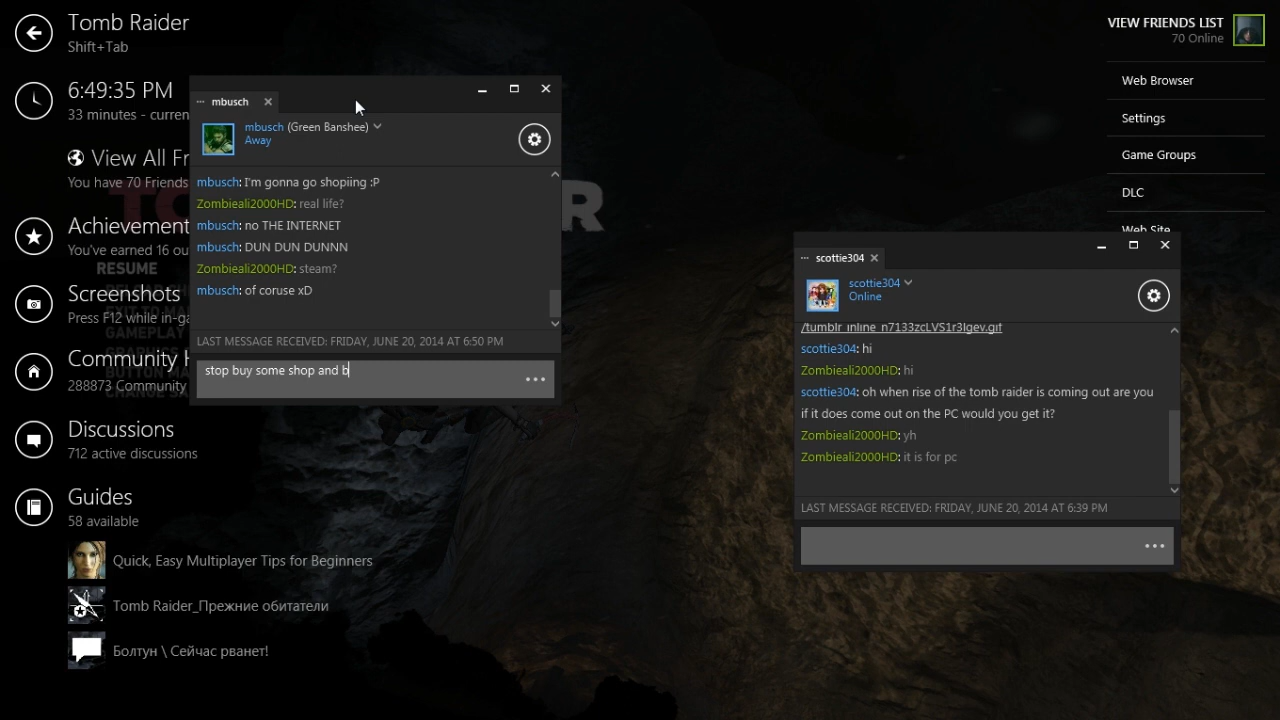 Tomb Raider
Shift+Tab
6:49:35 PM
33 minutes - curren
View All Fr
You have 70 Friends
Achievement
You've earned 16 ou
RESUME
Screenshots
Press F12 while in-ga
GAMEPLAY
Community H
288873 Community
Discussions
712 active discussions
Guides
58 available
Quick, Easy Multiplayer Tips for Beginners
Tomb Raider_Прежние обитатели
Болтун \ Сейчас рванет!
mbusch
mbusch (Green Banshee)
Away
mbusch: I'm gonna go shopiing :P
Zombieali2000HD: real life?
mbusch: no THE INTERNET
mbusch: DUN DUN DUNNN
Zombieali2000HD: steam?
mbusch: of coruse xD
LAST MESSAGE RECEIVED: FRIDAY, JUNE 20, 2014 AT 6:50 PM
stop buy some shop and b
VIEW FRIENDS LIST
70 Online
Web Browser
Settings
Game Groups
DLC
Web Site
scottie304
scottie304
Online
/tumblr_inline_n7133zcLVS1r3lgev.gif
scottie304: hi
Zombieali2000HD: hi
scottie304: oh when rise of the tomb raider is coming out are you
if it does come out on the PC would you get it?
Zombieali2000HD: yh
Zombieali2000HD: it is for pc
LAST MESSAGE RECEIVED: FRIDAY, JUNE 20, 2014 AT 6:39 PM